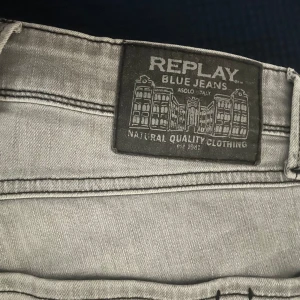 REPLAY
BLUE JEANS
ASOLO ITALY
NATURAL QUALITY CLOTHING
est 1981